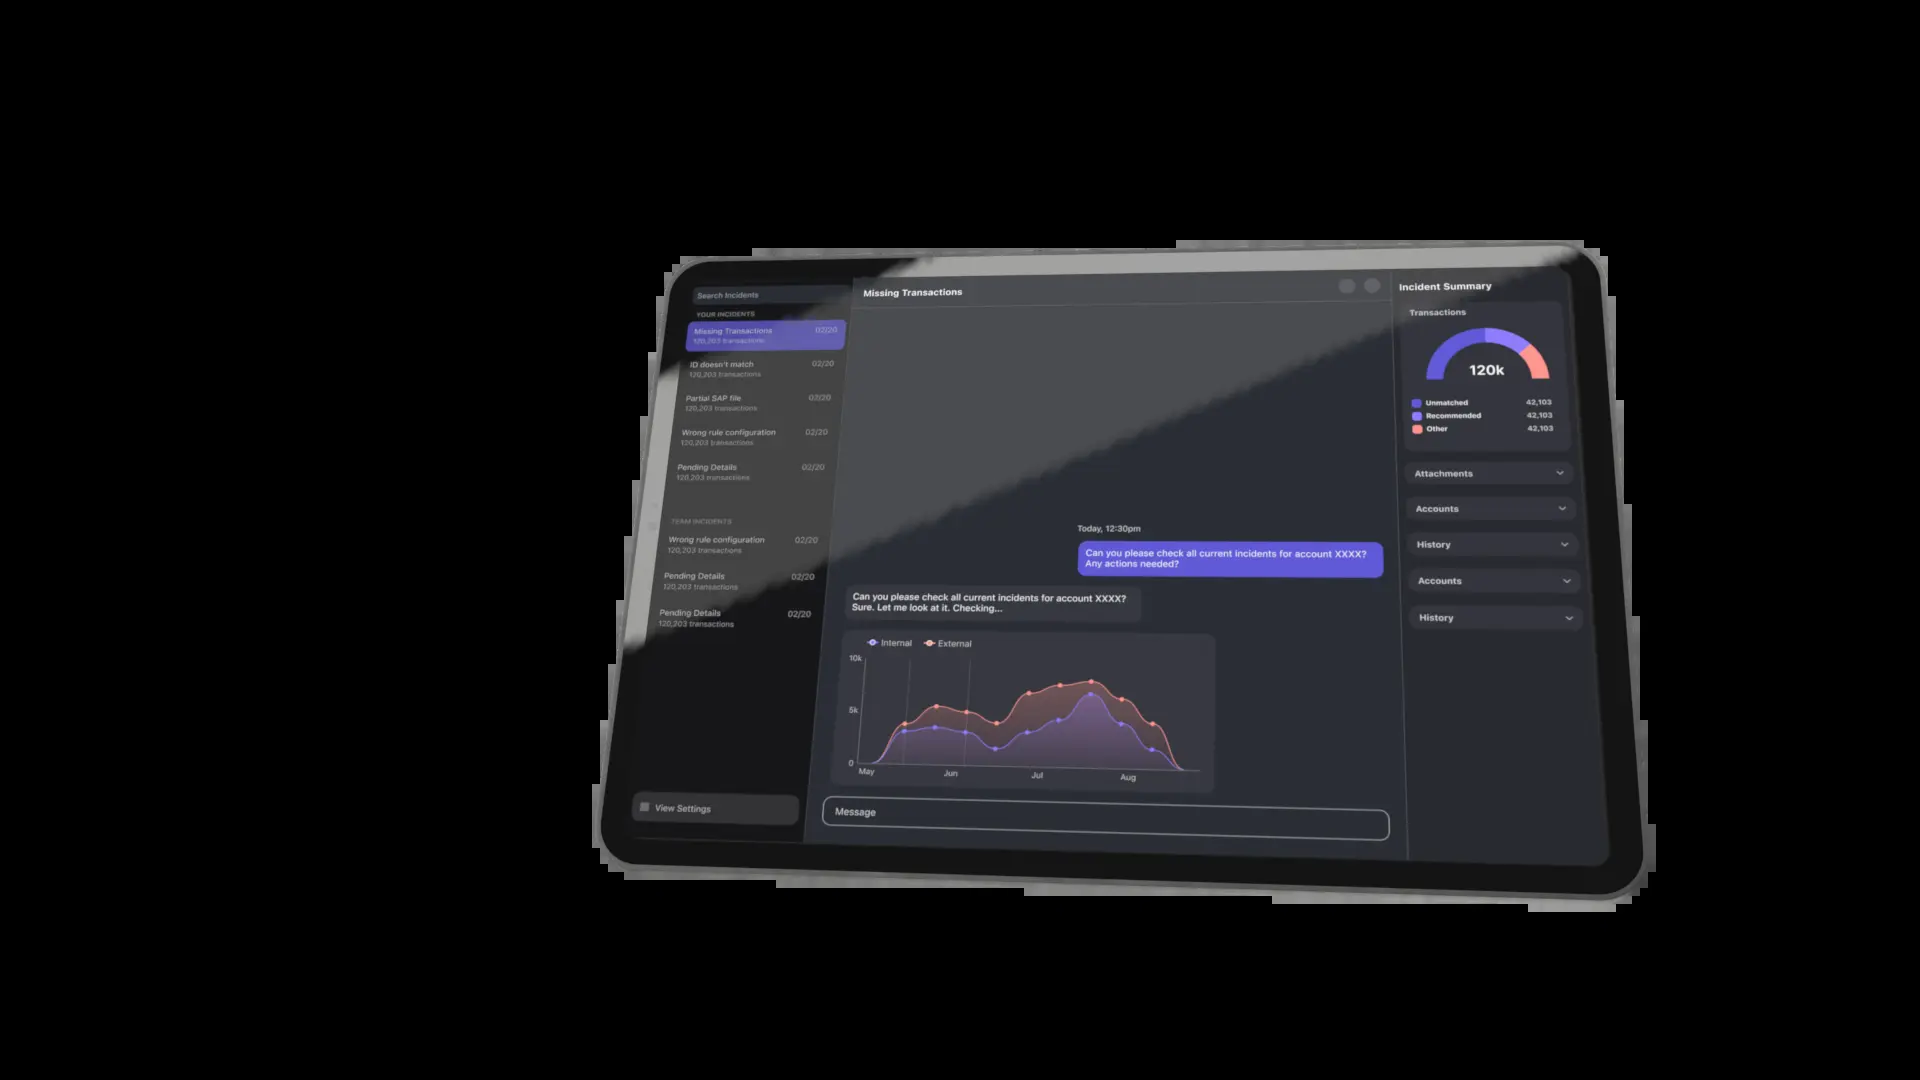 Search Incidents
YOUR INCIDENTS
Missing Transactions 02/20
120,203 transactions
ID doesn't match 02/20
120,203 transactions
Partial SAP file 02/20
120,203 transactions
Wrong rule configuration 02/20
120,203 transactions
Pending Details 02/20
120,203 transactions
TEAM INCIDENTS
Wrong rule configuration 02/20
120,203 transactions
Pending Details 02/20
120,203 transactions
Pending Details 02/20
120,203 transactions
View Settings
Missing Transactions
Today, 12:30pm
Can you please check all current incidents for account XXXX?
Any actions needed?
Can you please check all current incidents for account XXXX?
Sure. Let me look at it. Checking...
Internal External
10k
5k
0
May Jun Jul Aug
Message
Incident Summary
Transactions
120k
Unmatched 42,103
Recommended 42,103
Other 42,103
Attachments
Accounts
History
Accounts
History